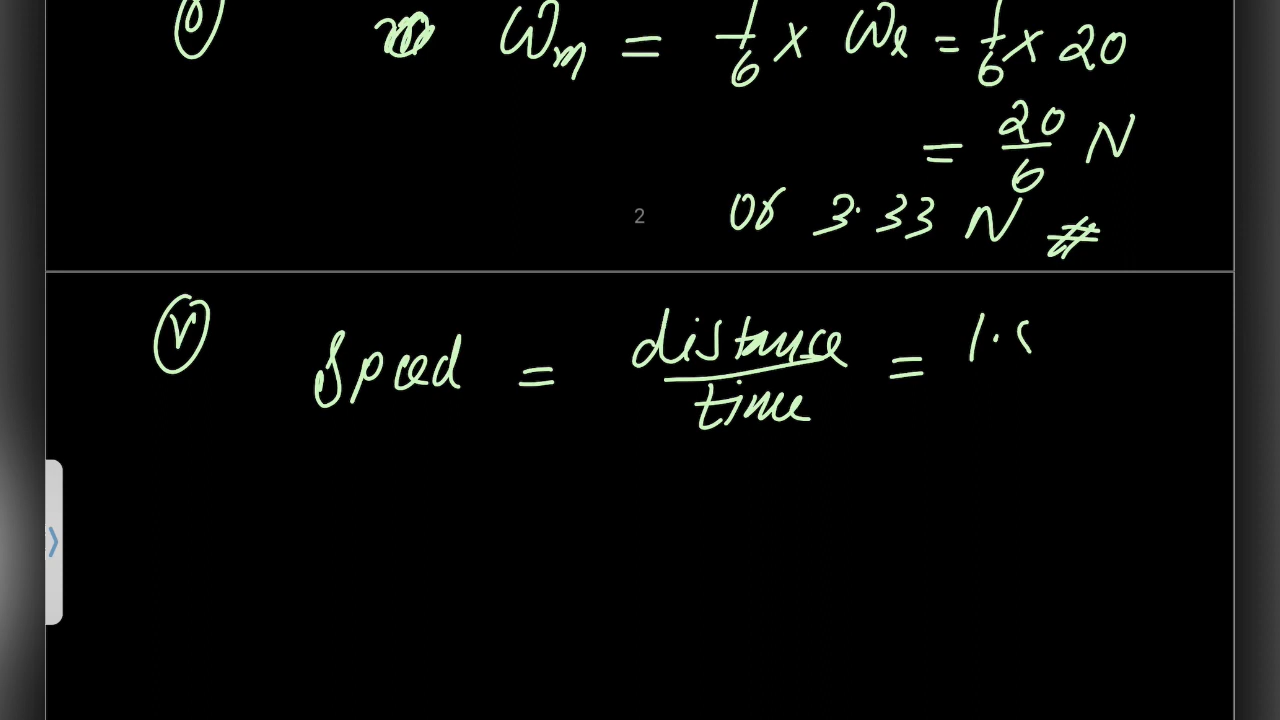 Wm = 1/6 × We = 1/6 × 20
= 20/6 N
2 or 3.33 N #
(v) Speed = distance/time = 1.